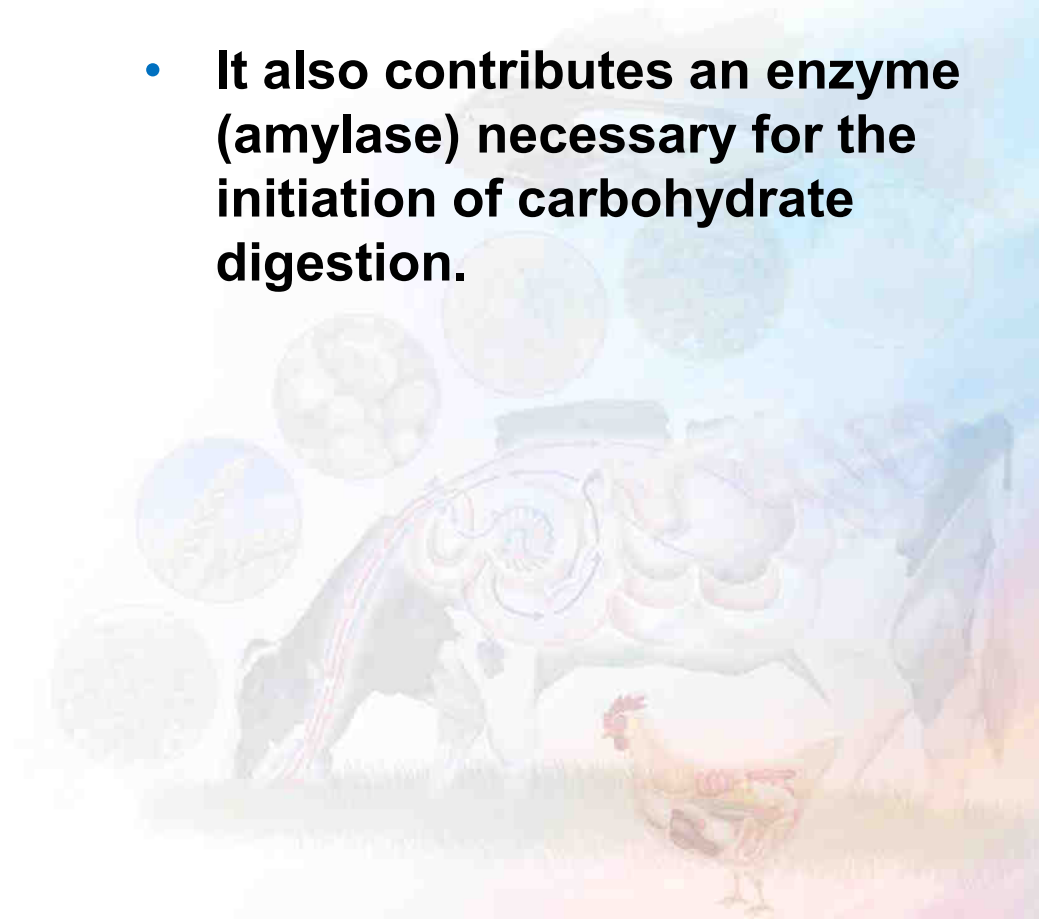 • It also contributes an enzyme
(amylase) necessary for the
initiation of carbohydrate
digestion.